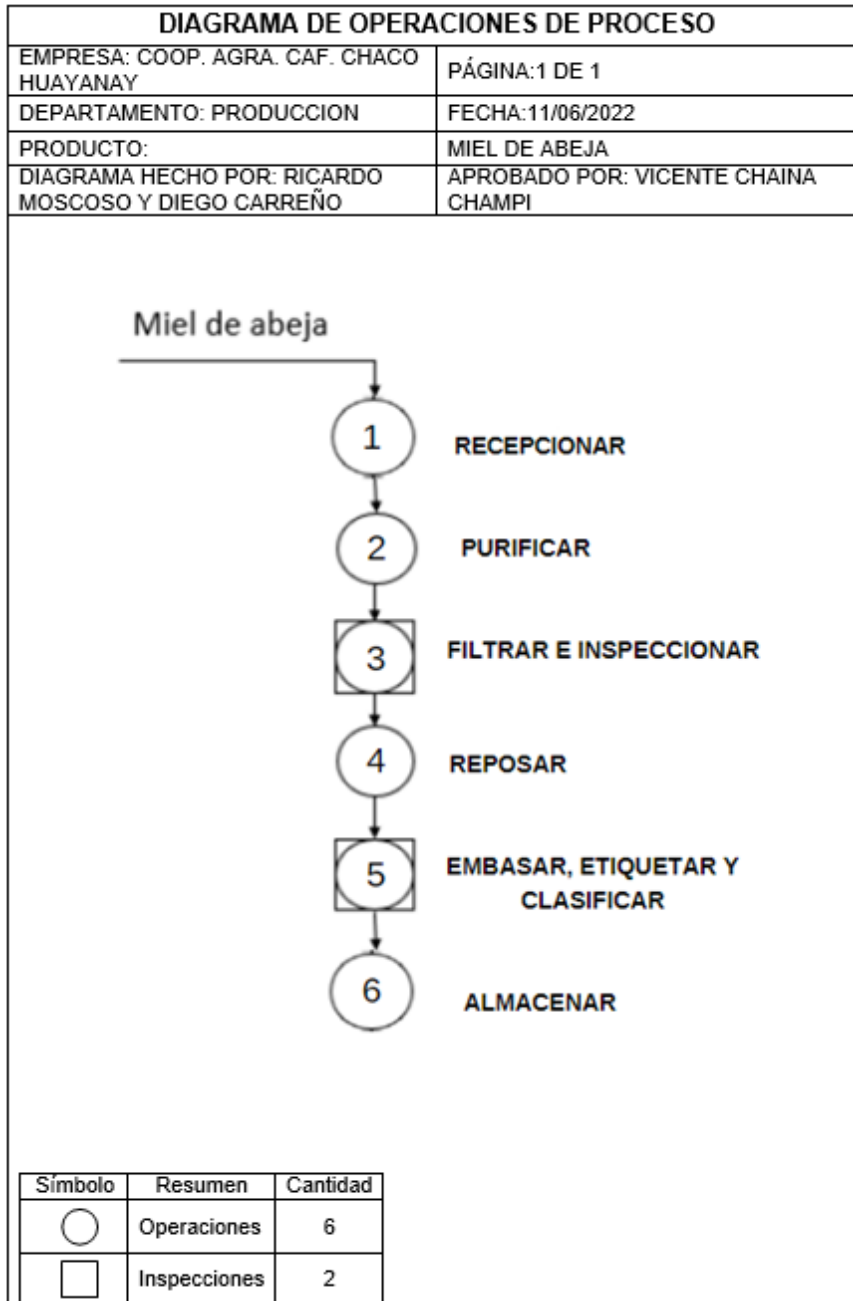 DIAGRAMA DE OPERACIONES DE PROCESO
EMPRESA: COOP. AGRA. CAF. CHACO
HUAYANAY
PÁGINA:1 DE 1
DEPARTAMENTO: PRODUCCION
FECHA:11/06/2022
PRODUCTO:
MIEL DE ABEJA
DIAGRAMA HECHO POR: RICARDO
MOSCOSO Y DIEGO CARREÑO
APROBADO POR: VICENTE CHAINA
CHAMPI
Miel de abeja
1 RECEPCIONAR
2 PURIFICAR
3 FILTRAR E INSPECCIONAR
4 REPOSAR
5 EMBASAR, ETIQUETAR Y
CLASIFICAR
6 ALMACENAR
Símbolo Resumen Cantidad
Operaciones 6
Inspecciones 2